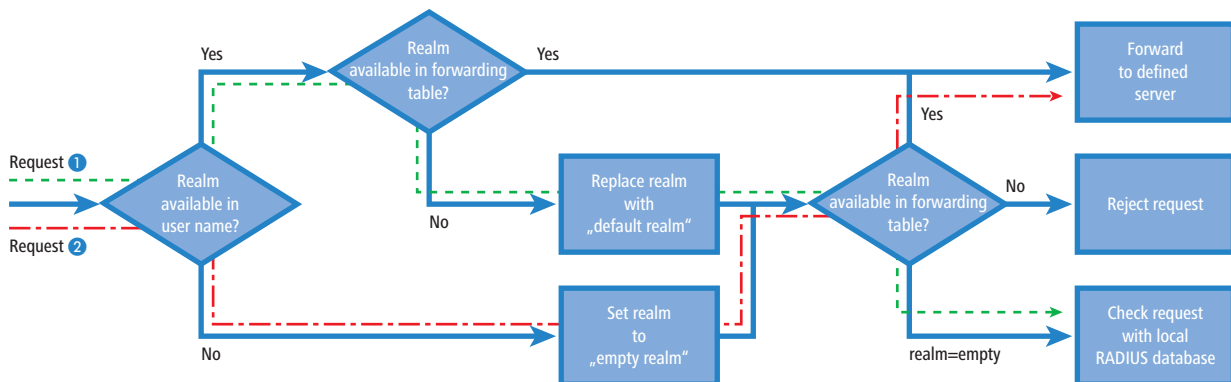 Yes
Realm
available in forwarding
table?
Yes
Forward
to defined
server
Request 1
Realm
available in
user name?
Request 2
No
Replace realm
with
„default realm“
Yes
Realm
available in forwarding
table?
No
Reject request
No
Set realm
to
„empty realm“
realm=empty
Check request
with local
RADIUS database